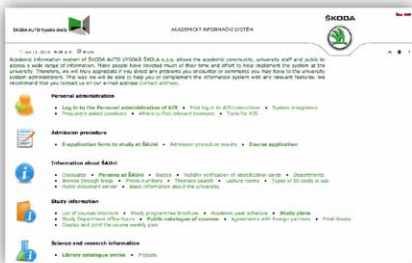 ŠKODA AUTO Vysoká škola
AKADEMICKÝ INFORMAČNÍ SYSTÉM
ŠKODA
Academic information system of ŠKODA AUTO VYSOKÁ ŠKOLA o.p.s. allows the academic community, university staff and public to
access a wide range of information. Many people have devoted much of their time and effort to help implement the system at the
university. Therefore, we will truly appreciate if you direct any problems you encounter or comments you may have to the university
system administrators. This way we will be able to help you or complement the information system with any relevant features. We
recommend that you contact us on our e-mail address Contact address.
Personal administration
• Log in to the Personal administration of AIS • First log in to AIS instructions • System integrators
• Frequently asked questions • Where to find relevant bosses • Tools for AIS
Admission procedure
• E-application form to study at ŠAUni • Admission procedure results • Course application
Information about ŠAUni
• Graduates • Persons at ŠAUni • Bodies • Validity verification of identification cards • Departments
• Browse through blogs • Phone numbers • Thematic search • Lecture rooms • Types of ID cards in use
• Public document server • Basic information about the university
Study information
• List of courses brochure • Study programmes brochure • Academic year schedule • Study plans
• Study Department office hours • Public catalogue of courses • Agreements with foreign partners • Final theses
• Display and print the course weekly plan
Science and research information
• Library catalogue online • Projects